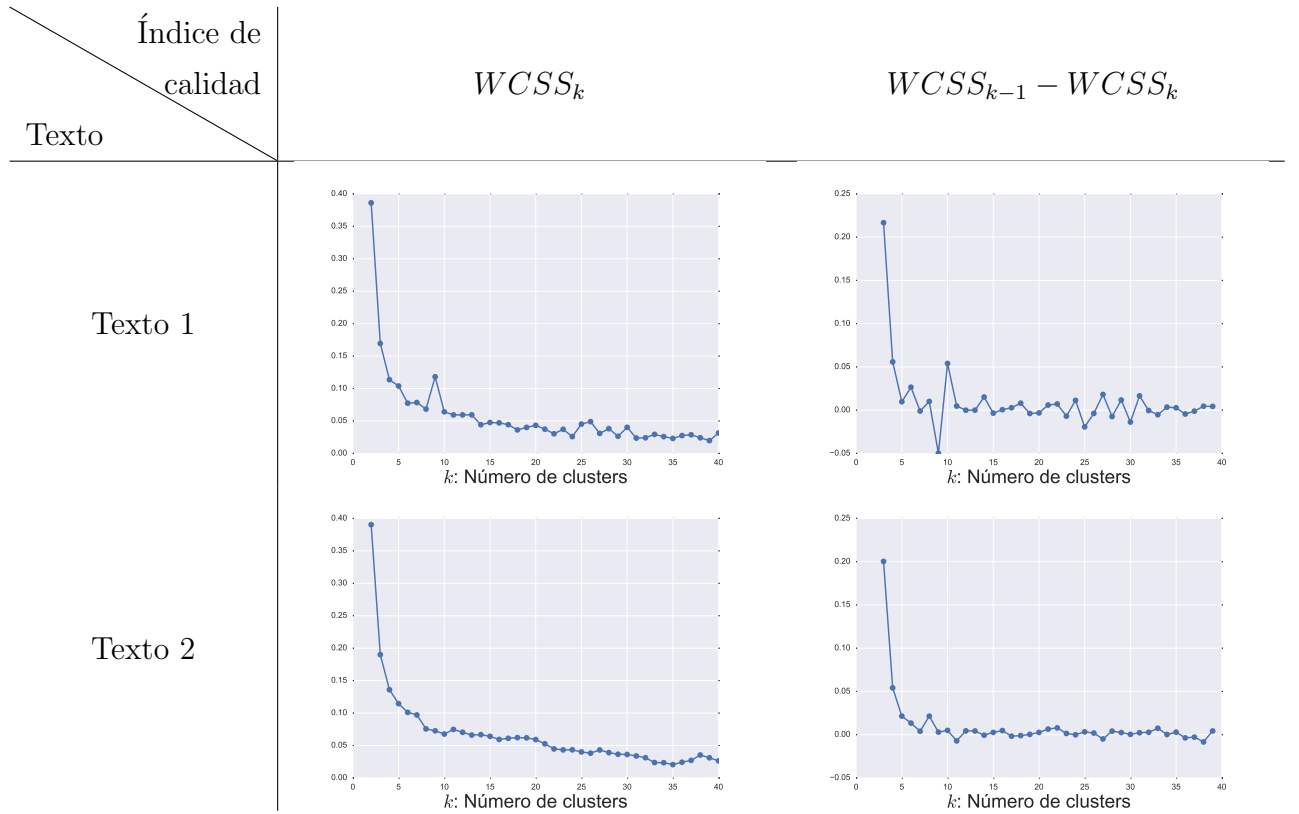 Índice de
calidad
Texto
$WCSS_k$
$WCSS_{k-1} - WCSS_k$
Texto 1
0.40
0.35
0.30
0.25
0.20
0.15
0.10
0.05
0.00
0 5 10 15 20 25 30 35 40
k: Número de clusters
0.25
0.20
0.15
0.10
0.05
0.00
−0.05
0 5 10 15 20 25 30 35 40
k: Número de clusters
Texto 2
0.40
0.35
0.30
0.25
0.20
0.15
0.10
0.05
0.00
0 5 10 15 20 25 30 35 40
k: Número de clusters
0.25
0.20
0.15
0.10
0.05
0.00
−0.05
0 5 10 15 20 25 30 35 40
k: Número de clusters